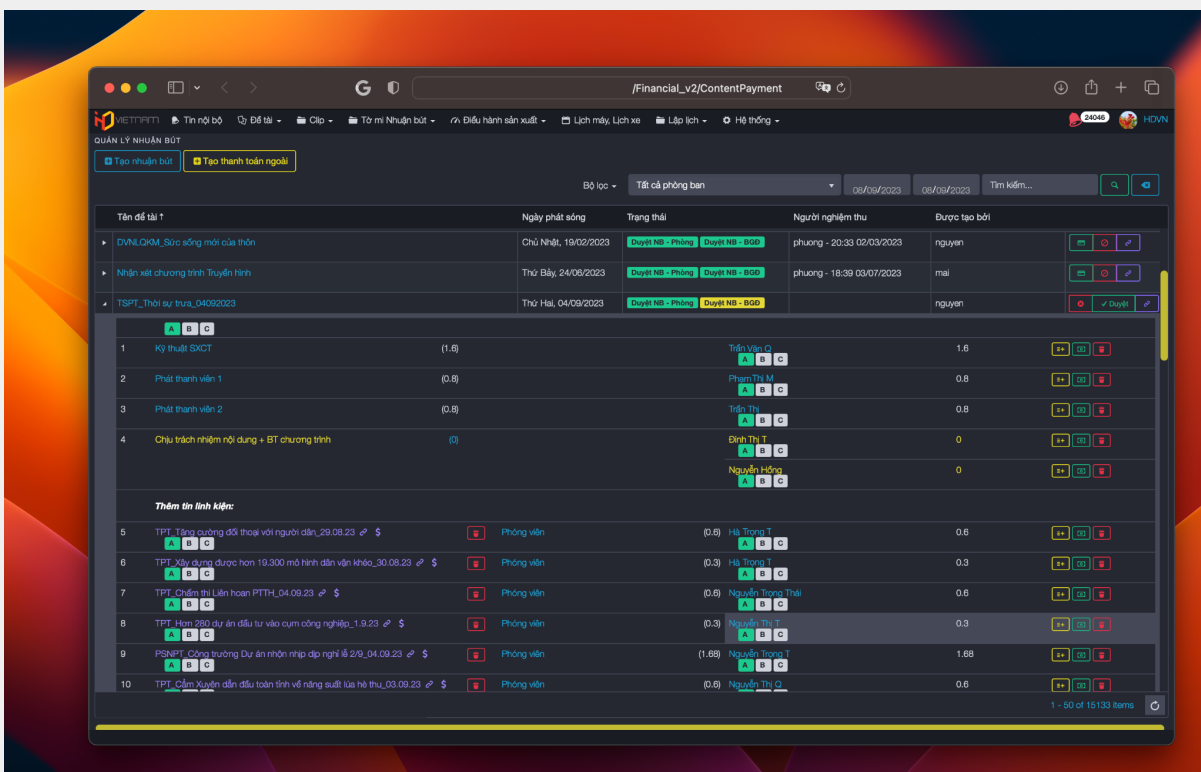 /Financial_v2/ContentPayment
VIETNAM Tin nội bộ Đề tài Clip Tờ mi Nhuận bút Điều hành sản xuất Lịch máy, Lịch xe Lập lịch Hệ thống 24046 HDVN
QUẢN LÝ NHUẬN BÚT
Tạo nhuận bút Tạo thanh toán ngoài
Bộ lọc Tất cả phòng ban 08/09/2023 08/09/2023 Tìm kiếm...
Tên đề tài ↑ Ngày phát sóng Trạng thái Người nghiệm thu Được tạo bởi
DVNLQKM_Sức sống mới của thôn Chủ Nhật, 19/02/2023 Duyệt NB - Phòng Duyệt NB - BGĐ phuong - 20:33 02/03/2023 nguyen
Nhận xét chương trình Truyền hình Thứ Bảy, 24/06/2023 Duyệt NB - Phòng Duyệt NB - BGĐ phuong - 18:39 03/07/2023 mai
TSPT_Thời sự trưa_04092023 Thứ Hai, 04/09/2023 Duyệt NB - Phòng Duyệt NB - BGĐ nguyen ✓ Duyệt
A B C
1 Kỹ thuật SXCT (1.6) Trần Văn Q 1.6
A B C
2 Phát thanh viên 1 (0.8) Phạm Thị M 0.8
A B C
3 Phát thanh viên 2 (0.8) Trần Thị 0.8
A B C
4 Chịu trách nhiệm nội dung + BT chương trình (0) Đinh Thị T 0
A B C
Nguyễn Hồng 0
A B C
Thêm tin linh kiện:
5 TPT_Tăng cường đối thoại với người dân_29.08.23 $ Phóng viên (0.6) Hà Trọng T 0.6
A B C A B C
6 TPT_Xây dựng được hơn 19.300 mô hình dân vận khéo_30.08.23 $ Phóng viên (0.3) Hà Trọng T 0.3
A B C A B C
7 TPT_Chấm thi Liên hoan PTTH_04.09.23 $ Phóng viên (0.6) Nguyễn Trọng Thái 0.6
A B C A B C
8 TPT_Hơn 280 dự án đầu tư vào cụm công nghiệp_1.9.23 $ Phóng viên (0.3) Nguyễn Thị T 0.3
A B C A B C
9 PSNPT_Công trường Dự án nhộn nhịp dịp nghỉ lễ 2/9_04.09.23 $ Phóng viên (1.68) Nguyễn Trọng T 1.68
A B C A B C
10 TPT_Cẩm Xuyên dẫn đầu toàn tỉnh về năng suất lúa hè thu_03.09.23 $ Phóng viên (0.6) Nguyễn Thị Q 0.6
1 - 50 of 15133 items